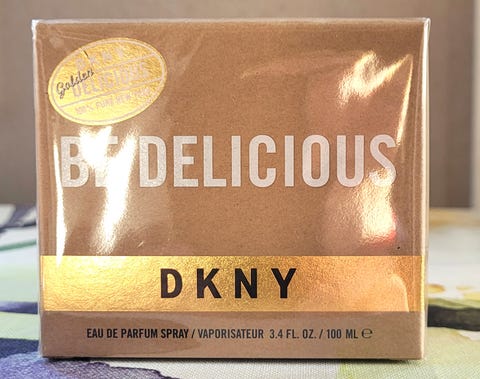 Golden
DELICIOUS
BE DELICIOUS
DKNY
EAU DE PARFUM SPRAY / VAPORISATEUR 3.4 FL. OZ. / 100 ML ℮